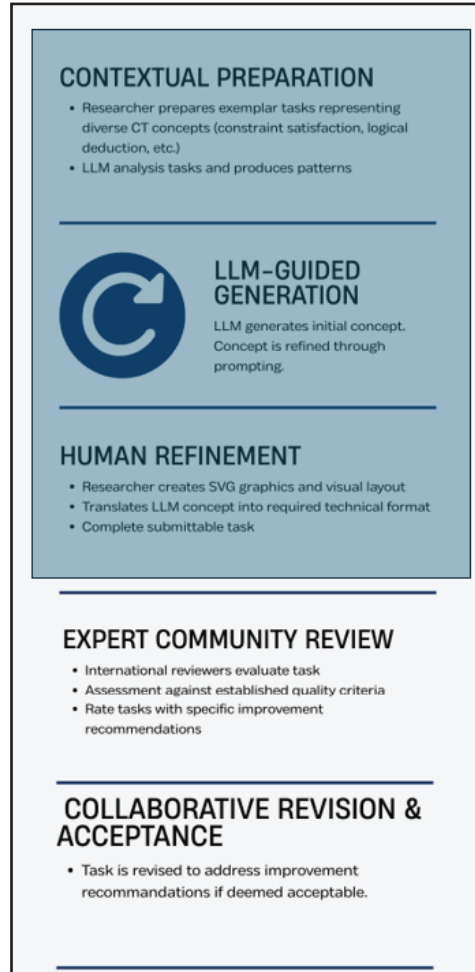 CONTEXTUAL PREPARATION
• Researcher prepares exemplar tasks representing
diverse CT concepts (constraint satisfaction, logical
deduction, etc.)
• LLM analysis tasks and produces patterns
LLM-GUIDED
GENERATION
LLM generates initial concept.
Concept is refined through
prompting.
HUMAN REFINEMENT
• Researcher creates SVG graphics and visual layout
• Translates LLM concept into required technical format
• Complete submittable task
EXPERT COMMUNITY REVIEW
• International reviewers evaluate task
• Assessment against established quality criteria
• Rate tasks with specific improvement
recommendations
COLLABORATIVE REVISION &
ACCEPTANCE
• Task is revised to address improvement
recommandations if deemed acceptable.